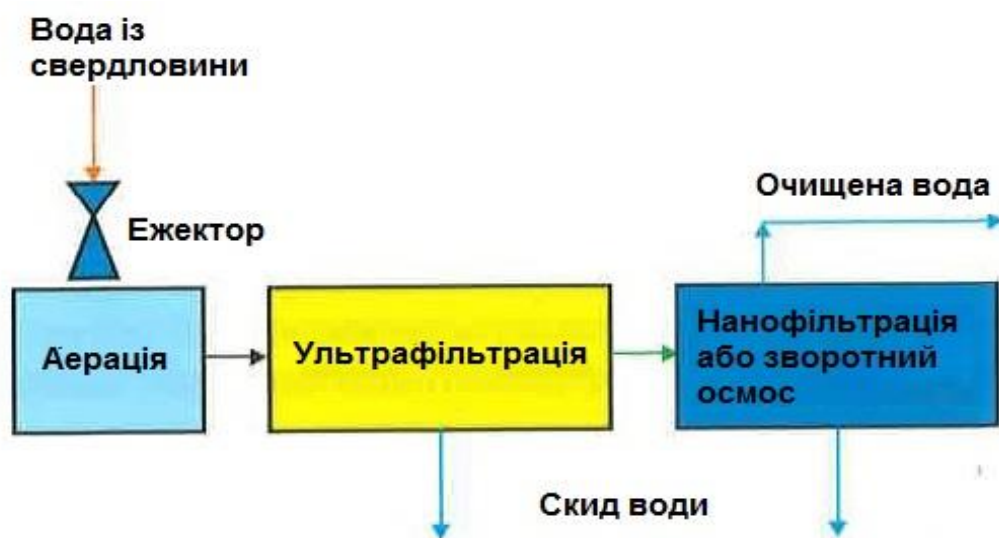 Вода із
свердловини
Ежектор
Очищена вода
Аерація
Ультрафільтрація
Нанофільтрація
або зворотний
осмос
Скид води